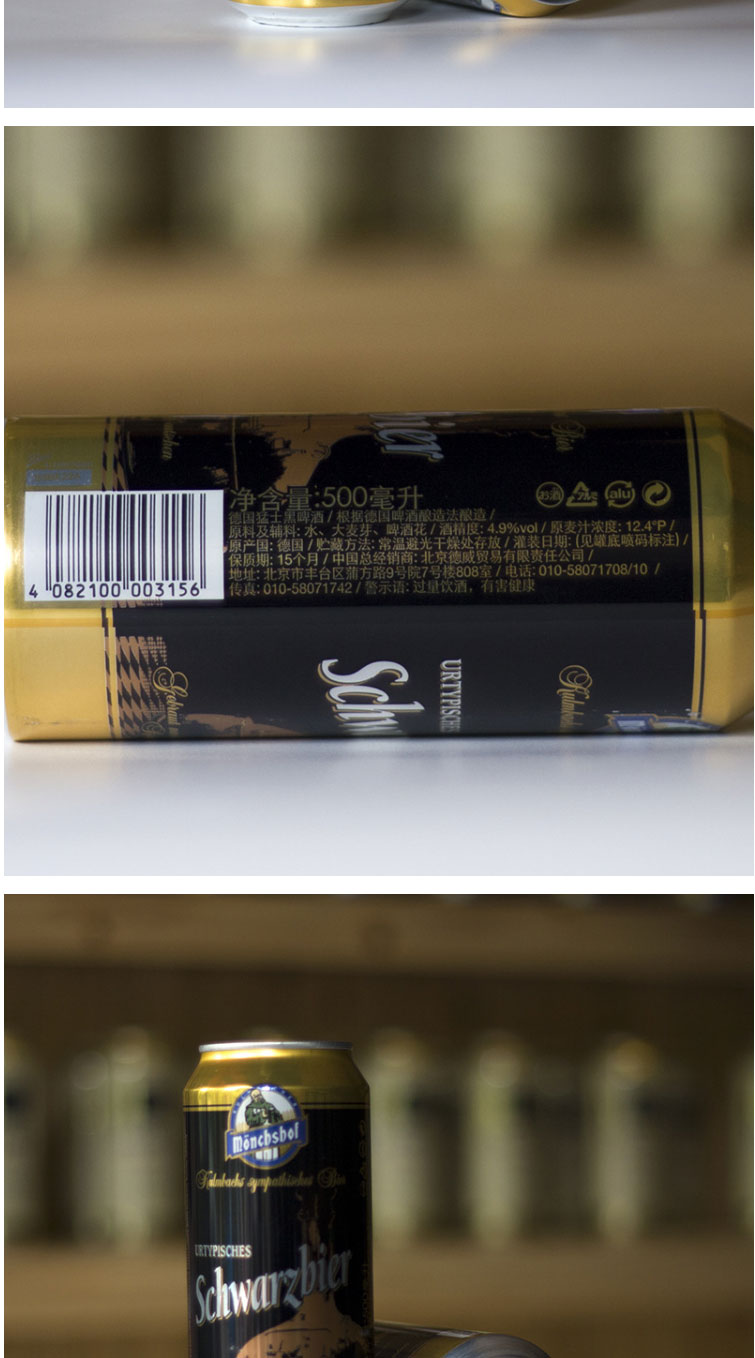 净含量:500毫升
德国猛士黑啤酒 / 根据德国啤酒酿造法酿造 /
原料及辅料: 水、大麦芽、啤酒花 / 酒精度: 4.9%vol / 原麦汁浓度: 12.4°P /
原产国: 德国 / 贮藏方法: 常温避光干燥处存放 / 灌装日期: (见罐底喷码标注) /
保质期: 15个月 / 中国总经销商: 北京德威贸易有限责任公司 /
地址: 北京市丰台区蒲方路9号院7号楼808室 / 电话: 010-58071708/10 /
传真: 010-58071742 / 警示语: 过量饮酒，有害健康
4 082100 003156
alu
URTYPISCHES
Schw
Mönchshof
Kulmbachs sympathisches Bier
URTYPISCHES
Schwarzbier